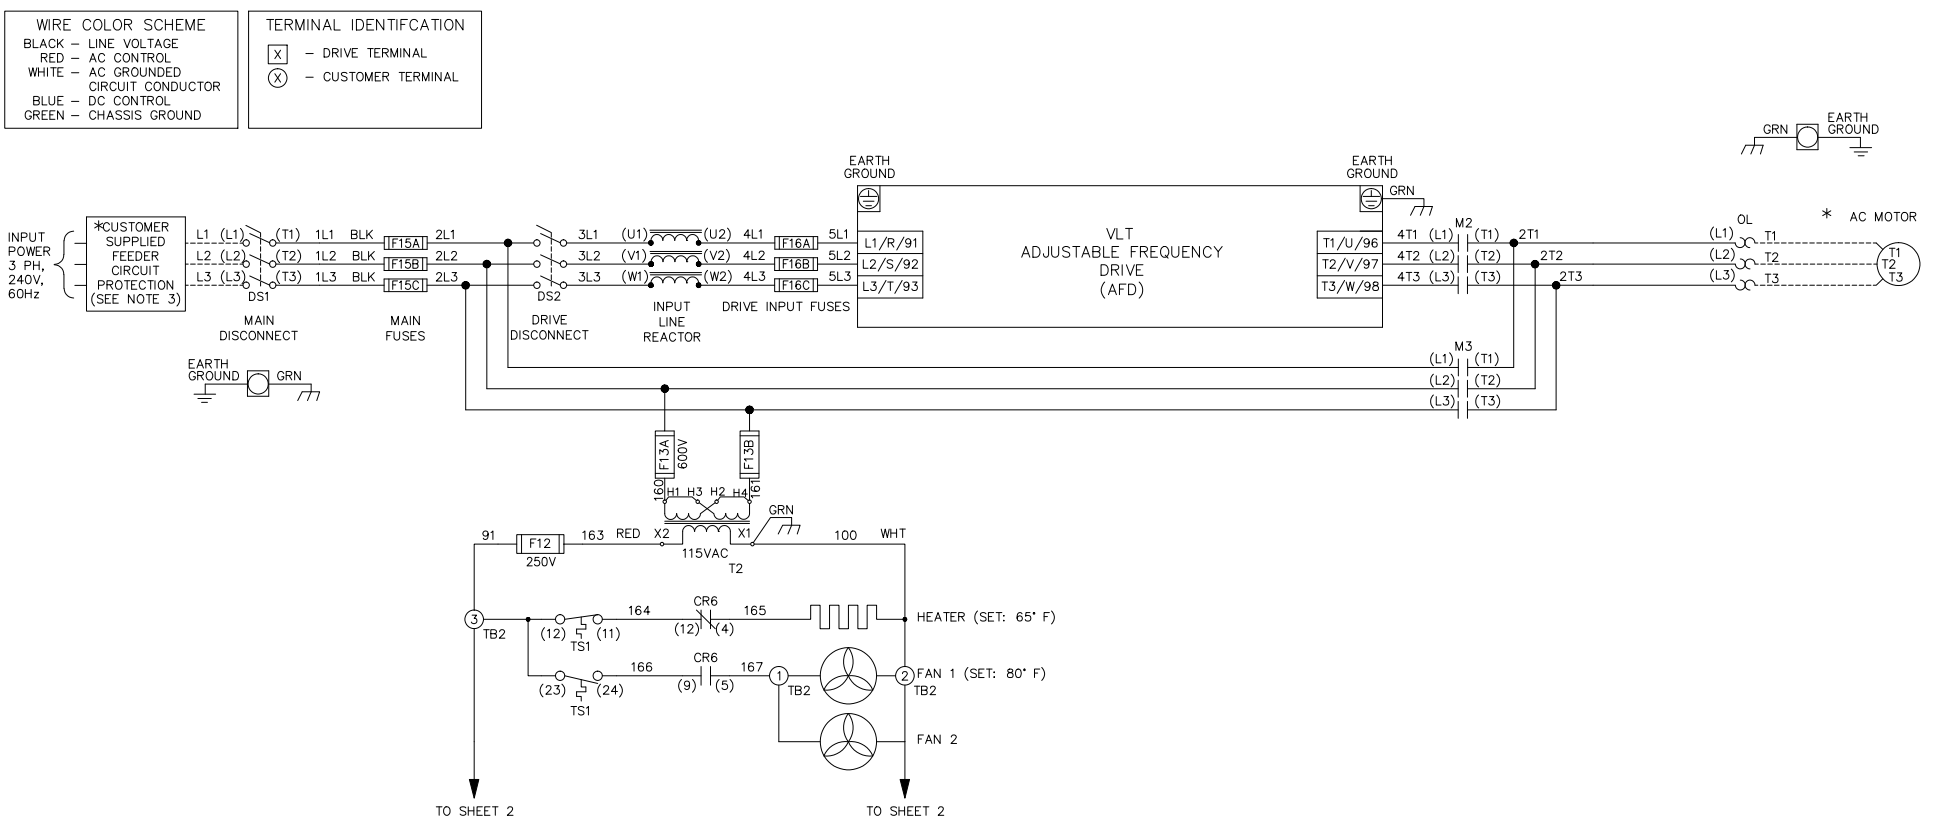 WIRE COLOR SCHEME
BLACK – LINE VOLTAGE
RED – AC CONTROL
WHITE – AC GROUNDED
CIRCUIT CONDUCTOR
BLUE – DC CONTROL
GREEN – CHASSIS GROUND
TERMINAL IDENTIFCATION
X – DRIVE TERMINAL
X – CUSTOMER TERMINAL
GRN
EARTH
GROUND
INPUT
POWER
3 PH,
240V,
60Hz
*CUSTOMER
SUPPLIED
FEEDER
CIRCUIT
PROTECTION
(SEE NOTE 3)
L1 (L1) (T1) 1L1 BLK F15A 2L1
L2 (L2) (T2) 1L2 BLK F15B 2L2
L3 (L3) (T3) 1L3 BLK F15C 2L3
DS1
MAIN
DISCONNECT
MAIN
FUSES
3L1 (U1) (U2) 4L1 F16A 5L1
3L2 (V1) (V2) 4L2 F16B 5L2
3L3 (W1) (W2) 4L3 F16C 5L3
DS2
DRIVE
DISCONNECT
INPUT
LINE
REACTOR
DRIVE INPUT FUSES
EARTH
GROUND
L1/R/91
L2/S/92
L3/T/93
VLT
ADJUSTABLE FREQUENCY
DRIVE
(AFD)
EARTH
GROUND
GRN
T1/U/96
T2/V/97
T3/W/98
M2
4T1 (L1) (T1) 2T1
4T2 (L2) (T2) 2T2
4T3 (L3) (T3) 2T3
OL
(L1) T1
(L2) T2
(L3) T3
* AC MOTOR
T1
T2
T3
M3
(L1) (T1)
(L2) (T2)
(L3) (T3)
EARTH
GROUND
GRN
F13A
600V
F13B
160
161
H1 H3 H2 H4
GRN
91 F12 163 RED X2 X1 100 WHT
250V
115VAC
T2
3
TB2
(12) (11)
TS1
164
CR6
(12) (4)
165
HEATER (SET: 65° F)
(23) (24)
TS1
166
CR6
(9) (5)
167
1
TB2
2
TB2
FAN 1 (SET: 80° F)
FAN 2
TO SHEET 2
TO SHEET 2